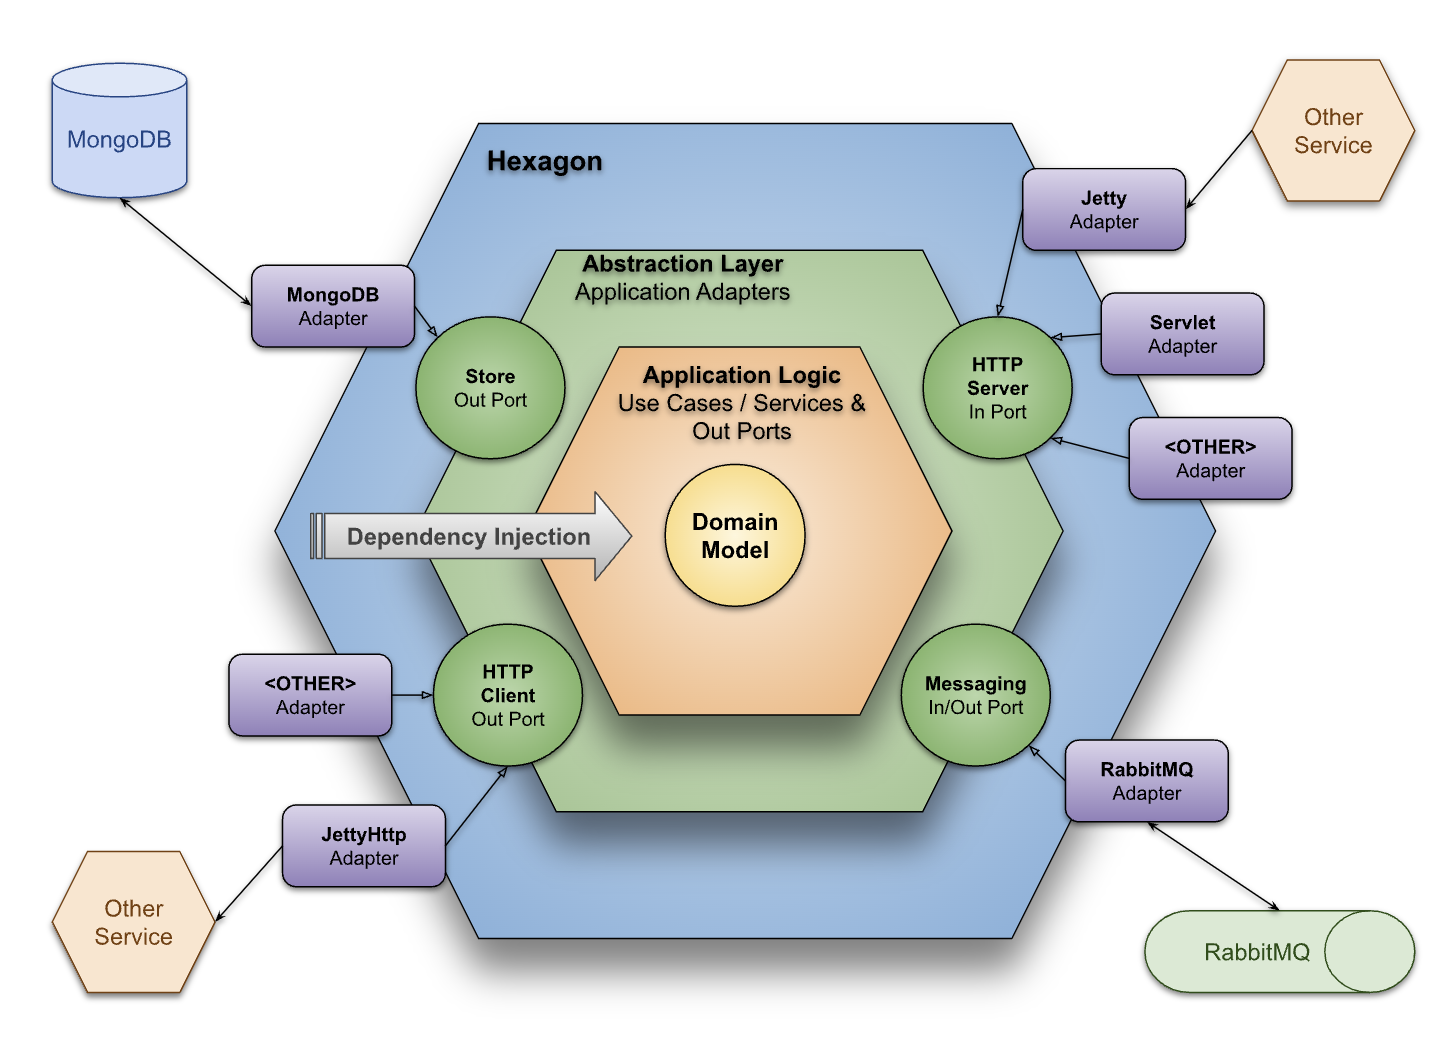 MongoDB
Other
Service
Hexagon
Jetty
Adapter
Abstraction Layer
Application Adapters
MongoDB
Adapter
Servlet
Adapter
Store
Out Port
HTTP
Server
In Port
Application Logic
Use Cases / Services &
Out Ports
<OTHER>
Adapter
Dependency Injection
Domain
Model
<OTHER>
Adapter
HTTP
Client
Out Port
Messaging
In/Out Port
RabbitMQ
Adapter
JettyHttp
Adapter
Other
Service
RabbitMQ